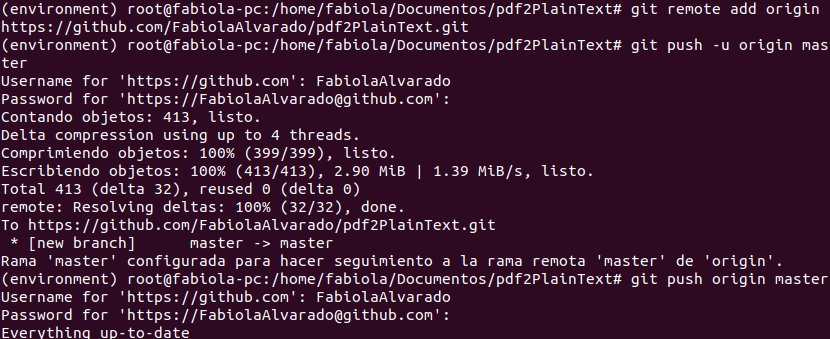 (environment) root@fabiola-pc:/home/fabiola/Documentos/pdf2PlainText# git remote add origin
https://github.com/FabiolaAlvarado/pdf2PlainText.git
(environment) root@fabiola-pc:/home/fabiola/Documentos/pdf2PlainText# git push -u origin mas
ter
Username for 'https://github.com': FabiolaAlvarado
Password for 'https://FabiolaAlvarado@github.com':
Contando objetos: 413, listo.
Delta compression using up to 4 threads.
Comprimiendo objetos: 100% (399/399), listo.
Escribiendo objetos: 100% (413/413), 2.90 MiB | 1.39 MiB/s, listo.
Total 413 (delta 32), reused 0 (delta 0)
remote: Resolving deltas: 100% (32/32), done.
To https://github.com/FabiolaAlvarado/pdf2PlainText.git
 * [new branch]      master -> master
Rama 'master' configurada para hacer seguimiento a la rama remota 'master' de 'origin'.
(environment) root@fabiola-pc:/home/fabiola/Documentos/pdf2PlainText# git push origin master
Username for 'https://github.com': FabiolaAlvarado
Password for 'https://FabiolaAlvarado@github.com':
Everything up-to-date